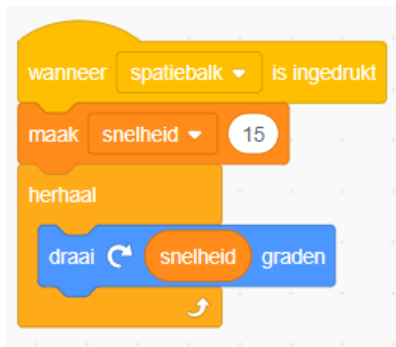 wanneer spatiebalk is ingedrukt
maak snelheid 15
herhaal
draai snelheid graden